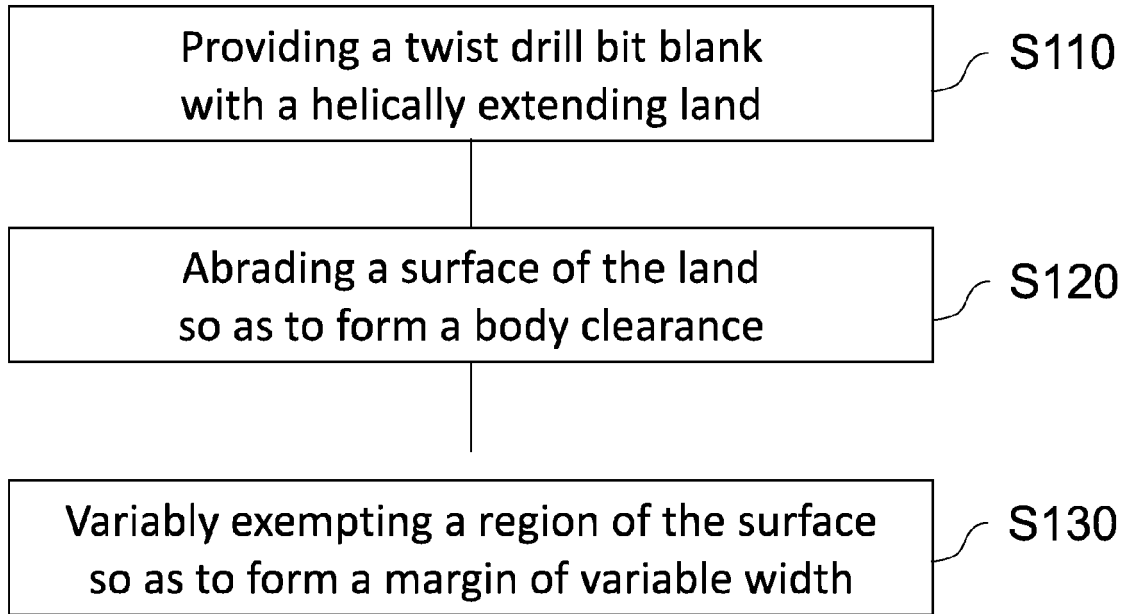 Providing a twist drill bit blank
with a helically extending land
S110
Abrading a surface of the land
so as to form a body clearance
S120
Variably exempting a region of the surface
so as to form a margin of variable width
S130